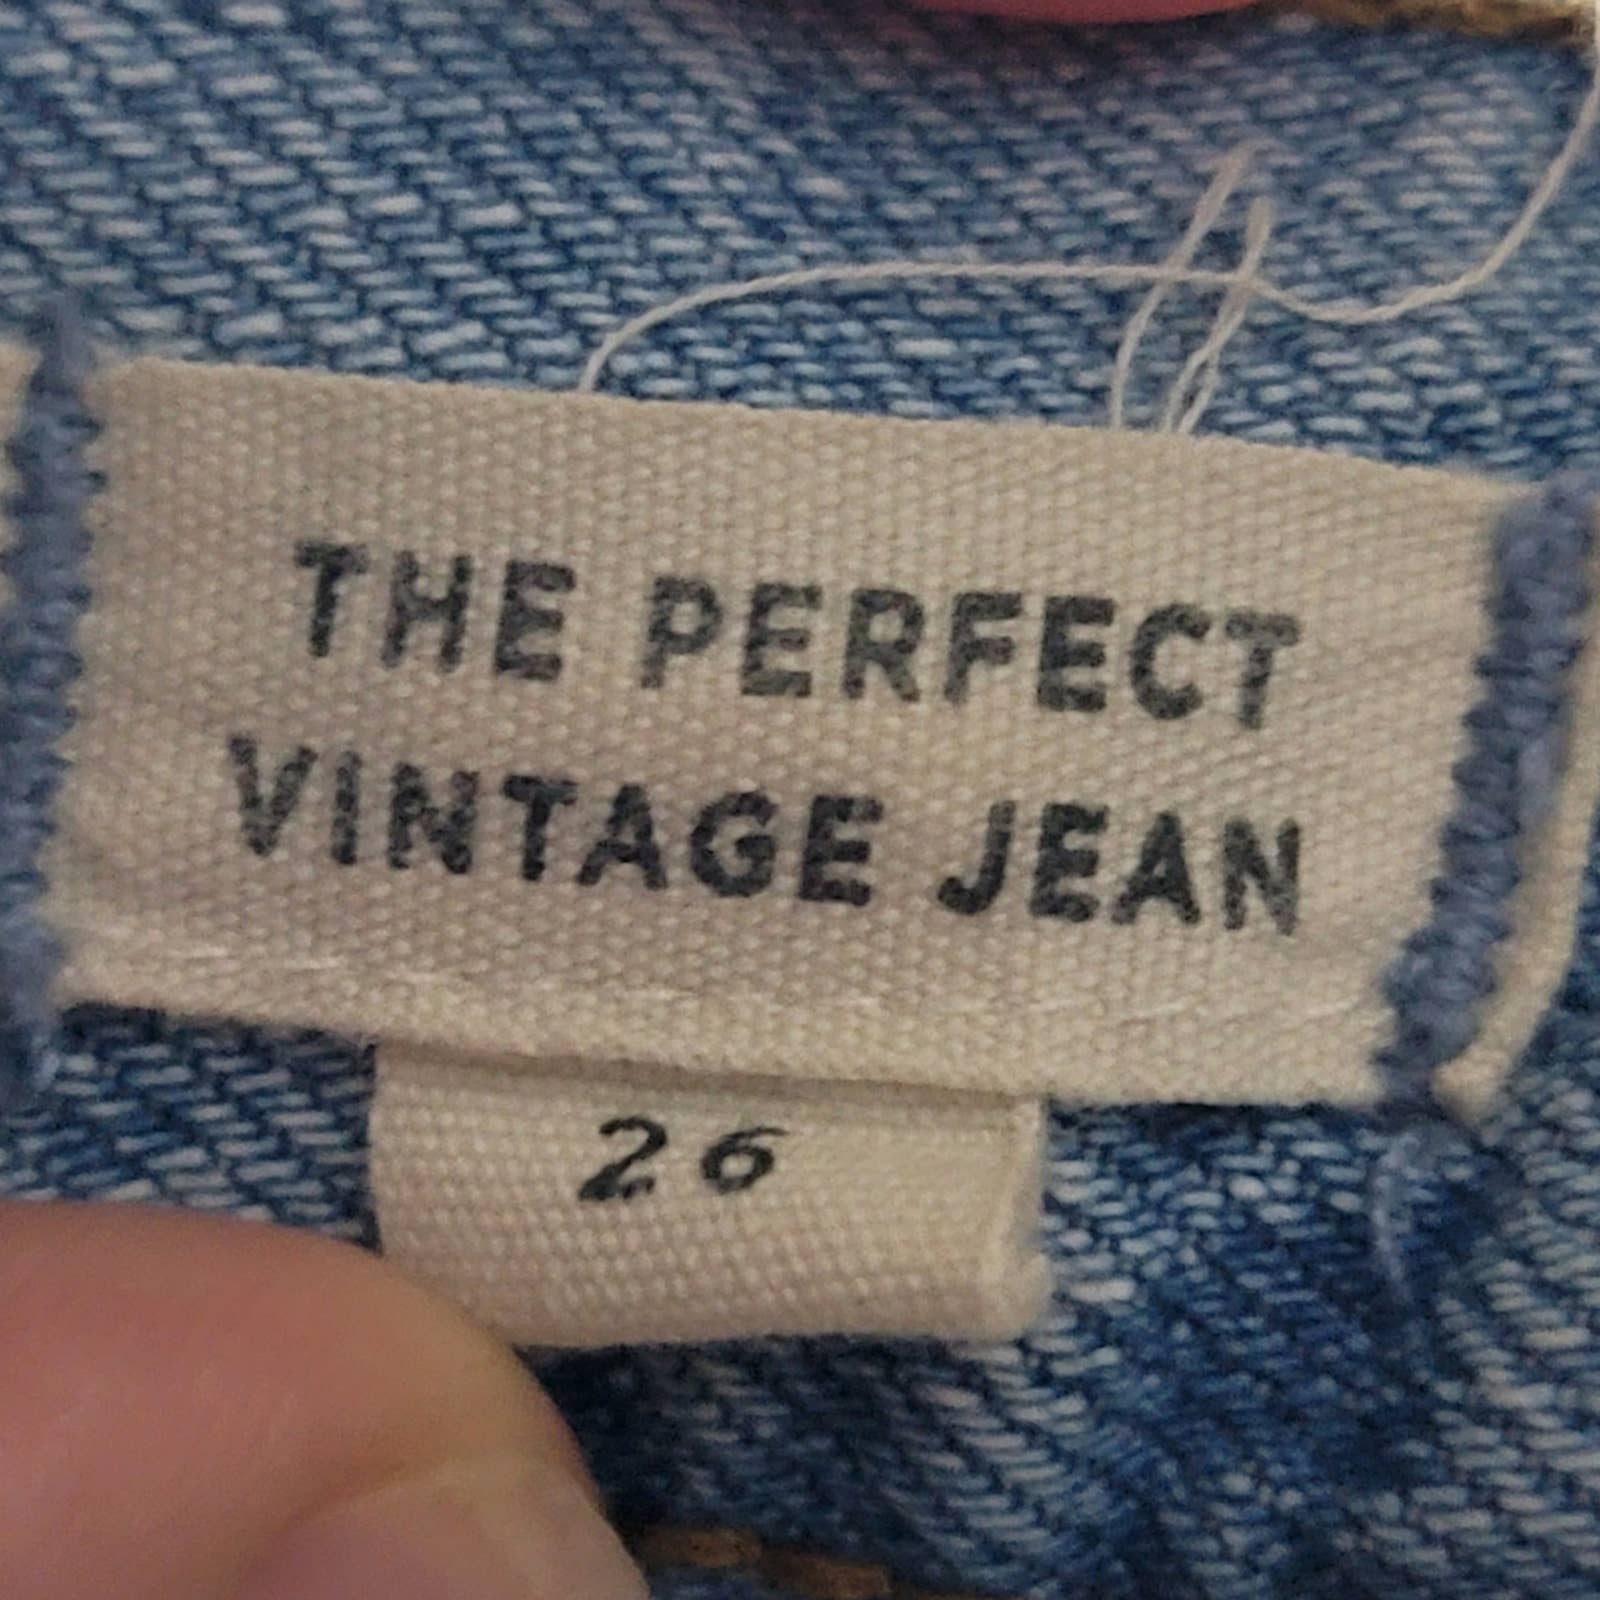 THE PERFECT
VINTAGE JEAN
26